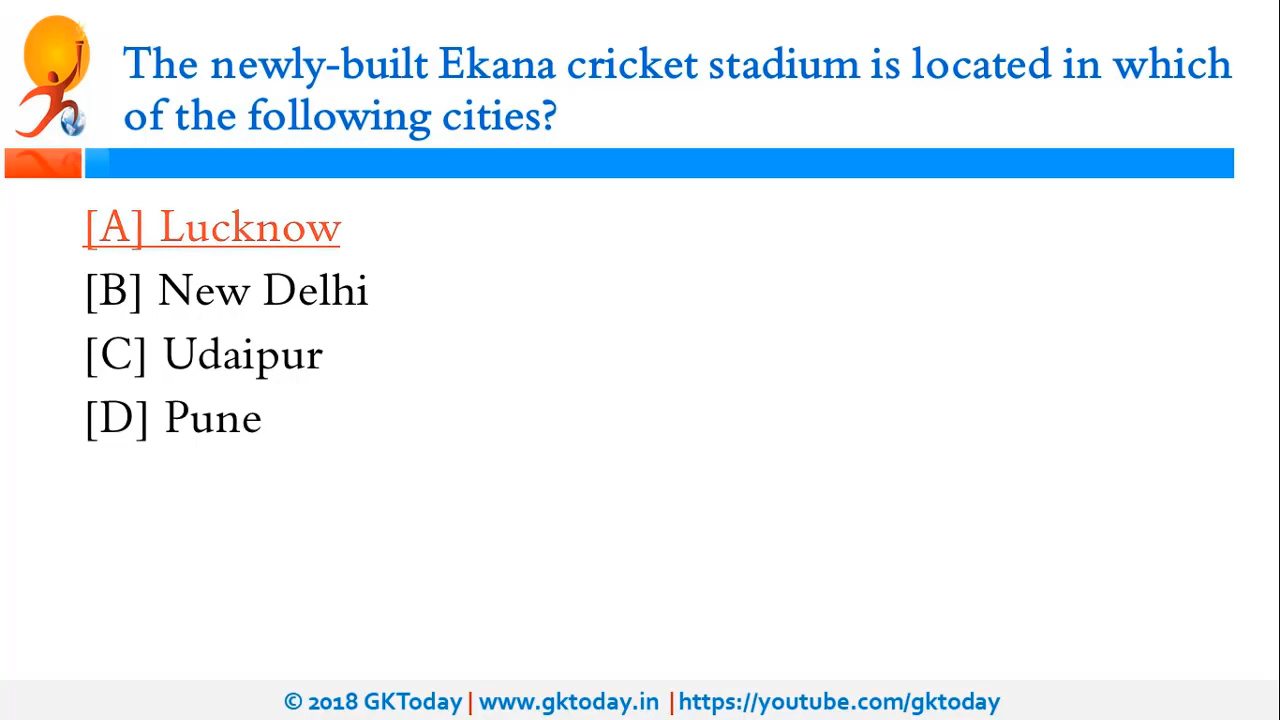 The newly-built Ekana cricket stadium is located in which
of the following cities?
[A] Lucknow
[B] New Delhi
[C] Udaipur
[D] Pune
© 2018 GKToday | www.gktoday.in | https://youtube.com/gktoday